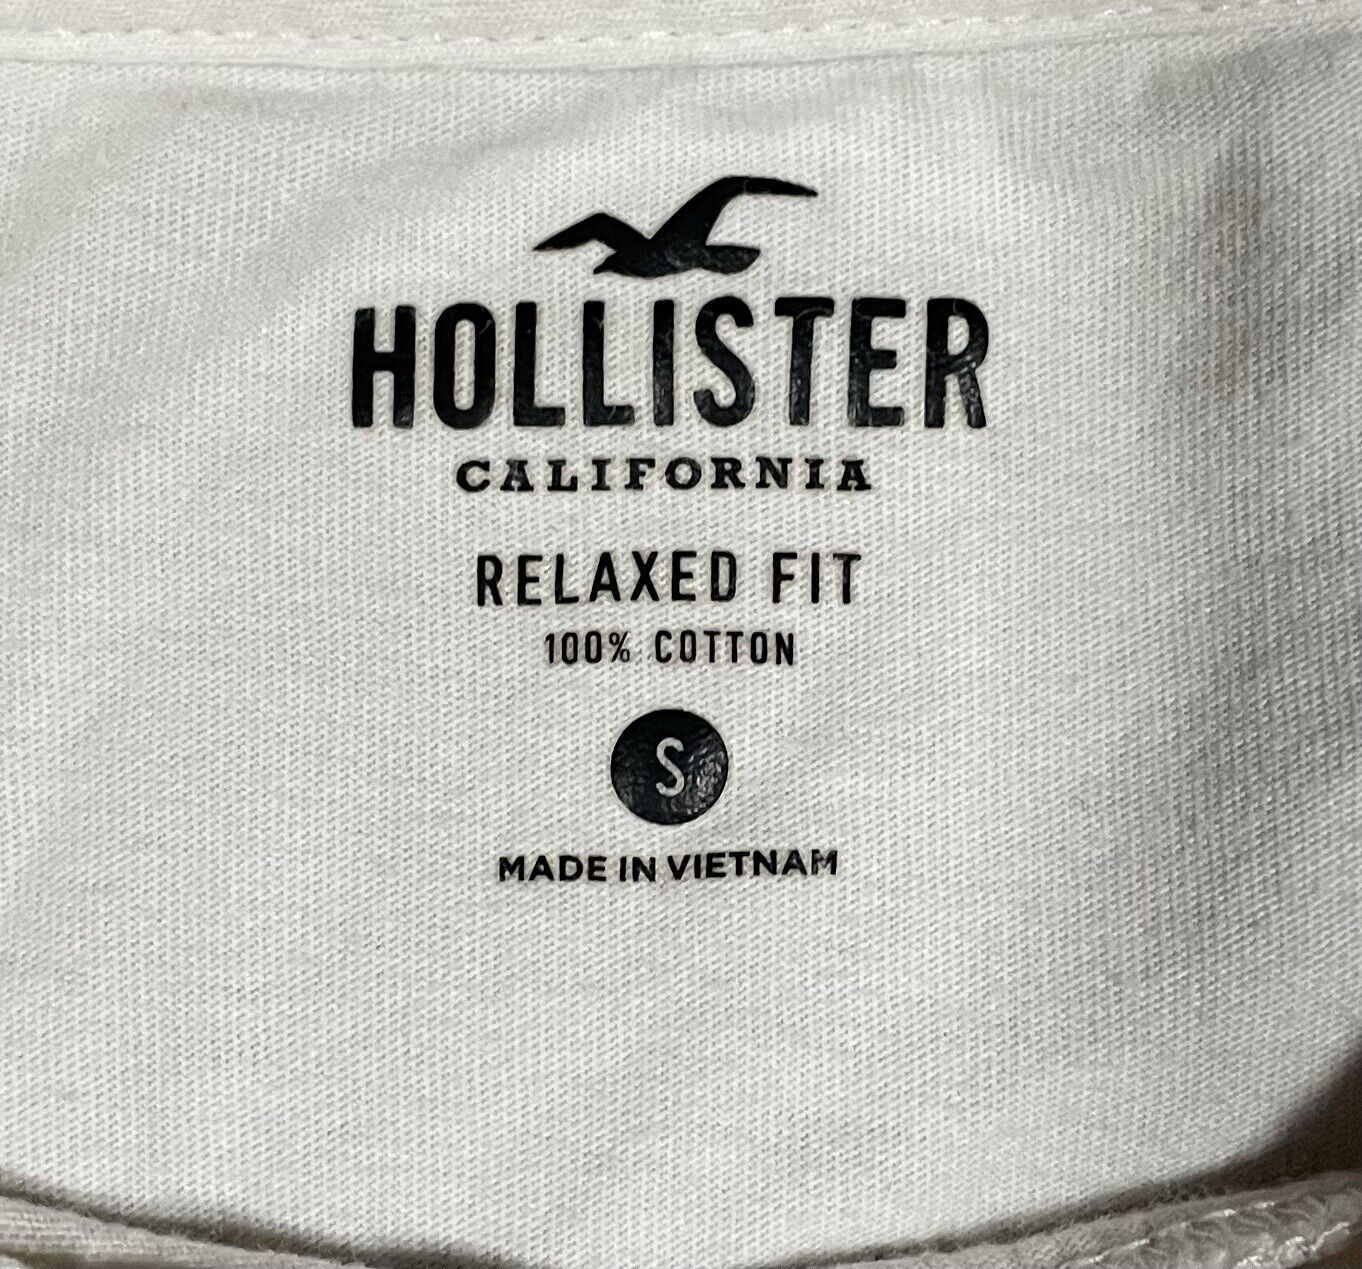 HOLLISTER
CALIFORNIA
RELAXED FIT
100% COTTON
S
MADE IN VIETNAM